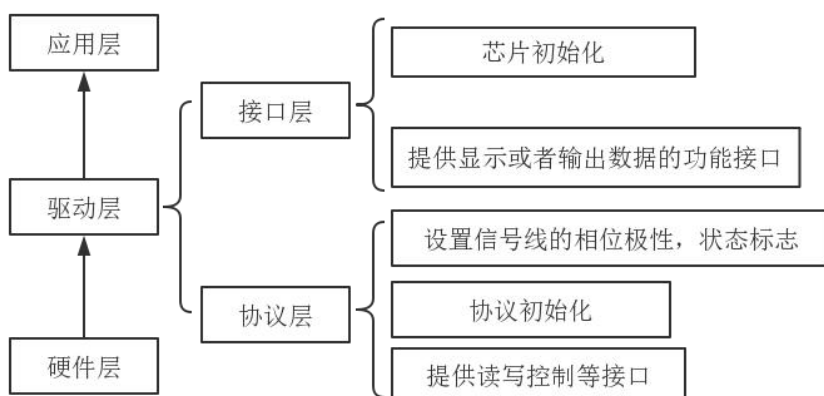 应用层
驱动层
硬件层
接口层
协议层
芯片初始化
提供显示或者输出数据的功能接口
设置信号线的相位极性，状态标志
协议初始化
提供读写控制等接口